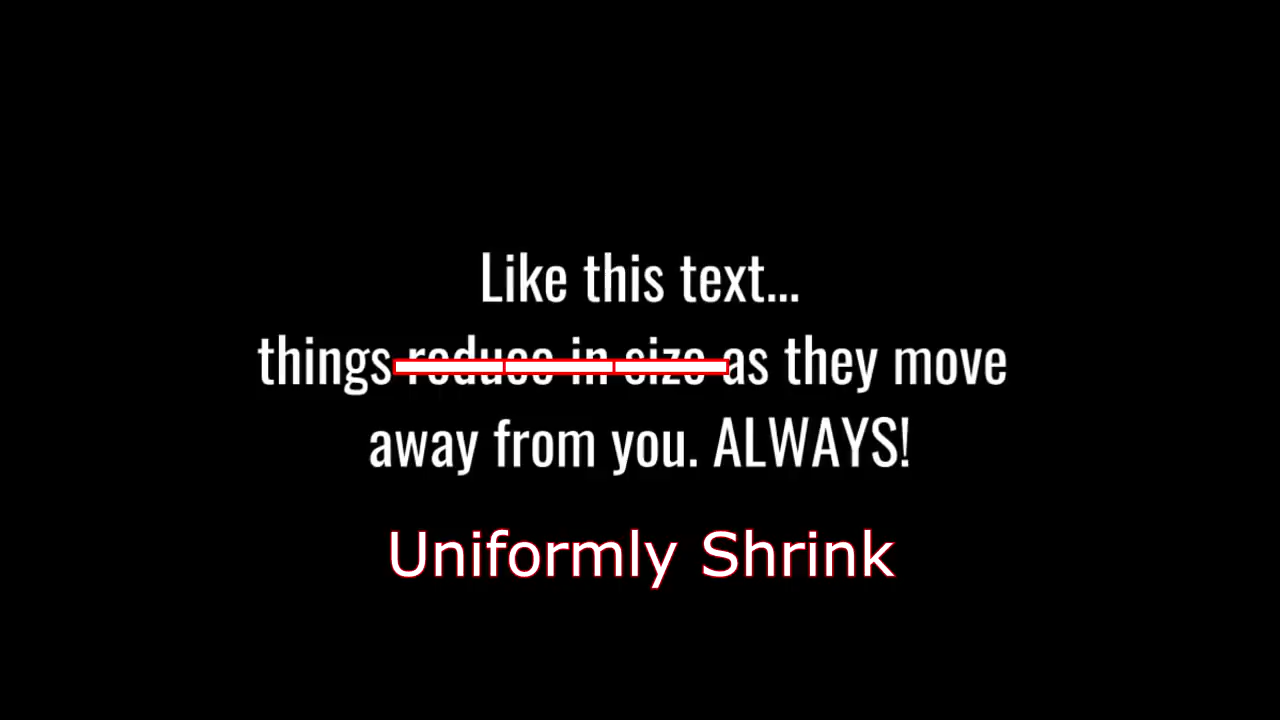 Like this text...
things reduce in size as they move
away from you. ALWAYS!
Uniformly Shrink